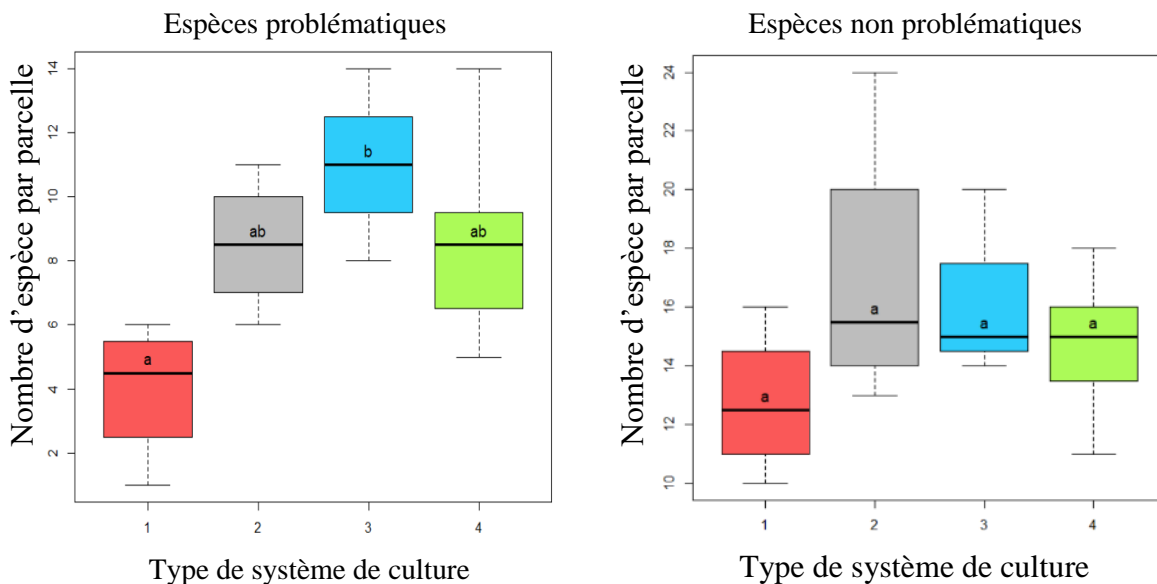 Espèces problématiques
Nombre d'espèce par parcelle
14
12
10
8
6
4
2
a
ab
b
ab
1
2
3
4
Type de système de culture
Espèces non problématiques
Nombre d'espèce par parcelle
24
22
20
18
16
14
12
10
a
a
a
a
1
2
3
4
Type de système de culture